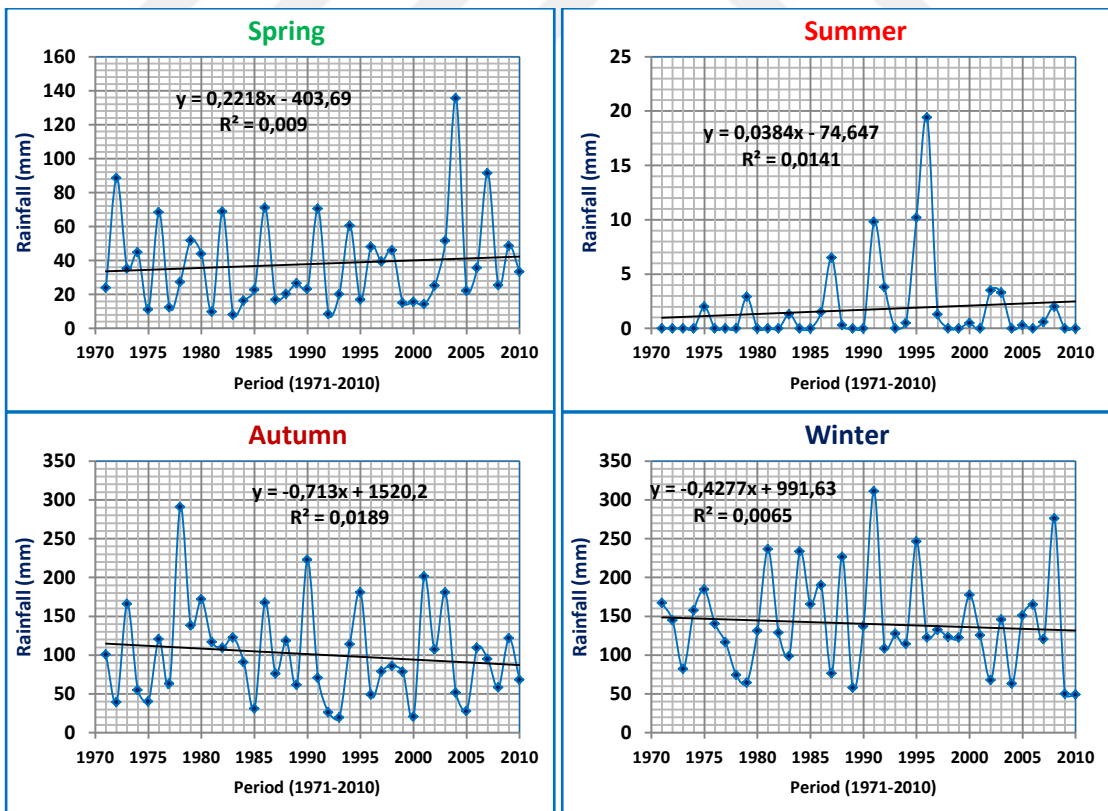 Spring
Rainfall (mm)
160
140
120
100
80
60
40
20
0
y = 0,2218x - 403,69
R² = 0,009
1970 1975 1980 1985 1990 1995 2000 2005 2010
Period (1971-2010)
Summer
Rainfall (mm)
25
20
15
10
5
0
y = 0,0384x - 74,647
R² = 0,0141
1970 1975 1980 1985 1990 1995 2000 2005 2010
Period (1971-2010)
Autumn
Rainfall (mm)
350
300
250
200
150
100
50
0
y = -0,713x + 1520,2
R² = 0,0189
1970 1975 1980 1985 1990 1995 2000 2005 2010
Period (1971-2010)
Winter
Rainfall (mm)
350
300
250
200
150
100
50
0
y = -0,4277x + 991,63
R² = 0,0065
1970 1975 1980 1985 1990 1995 2000 2005 2010
Period (1971-2010)